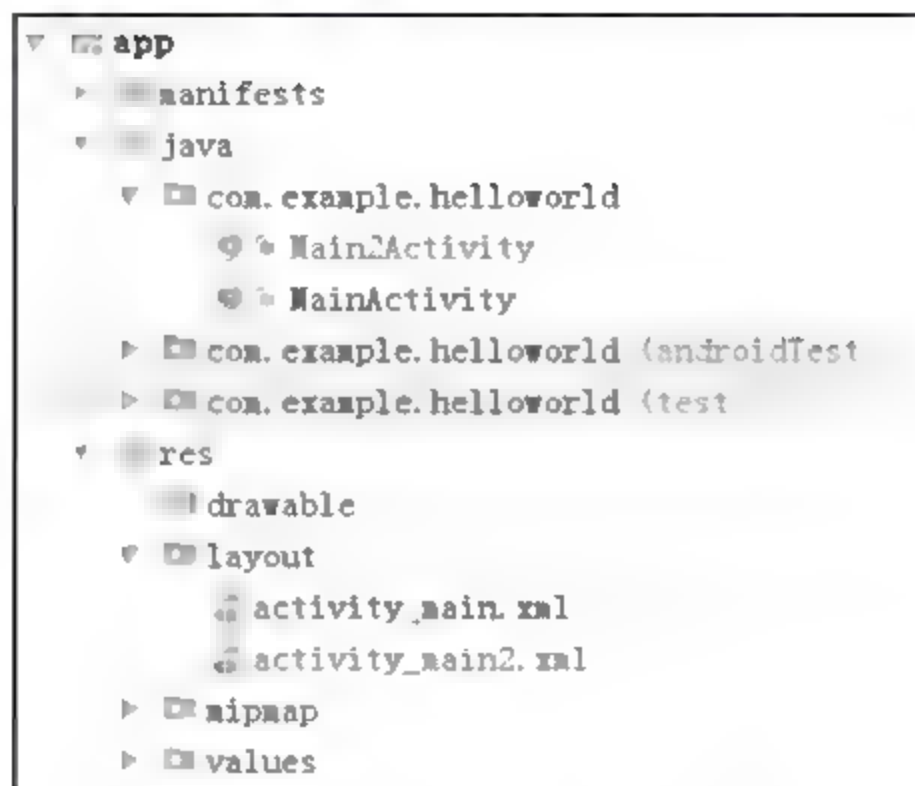 app
manifests
java
com.example.helloworld
Main2Activity
MainActivity
com.example.helloworld (androidTest
com.example.helloworld (test
res
drawable
layout
activity_main.xml
activity_main2.xml
mipmap
values